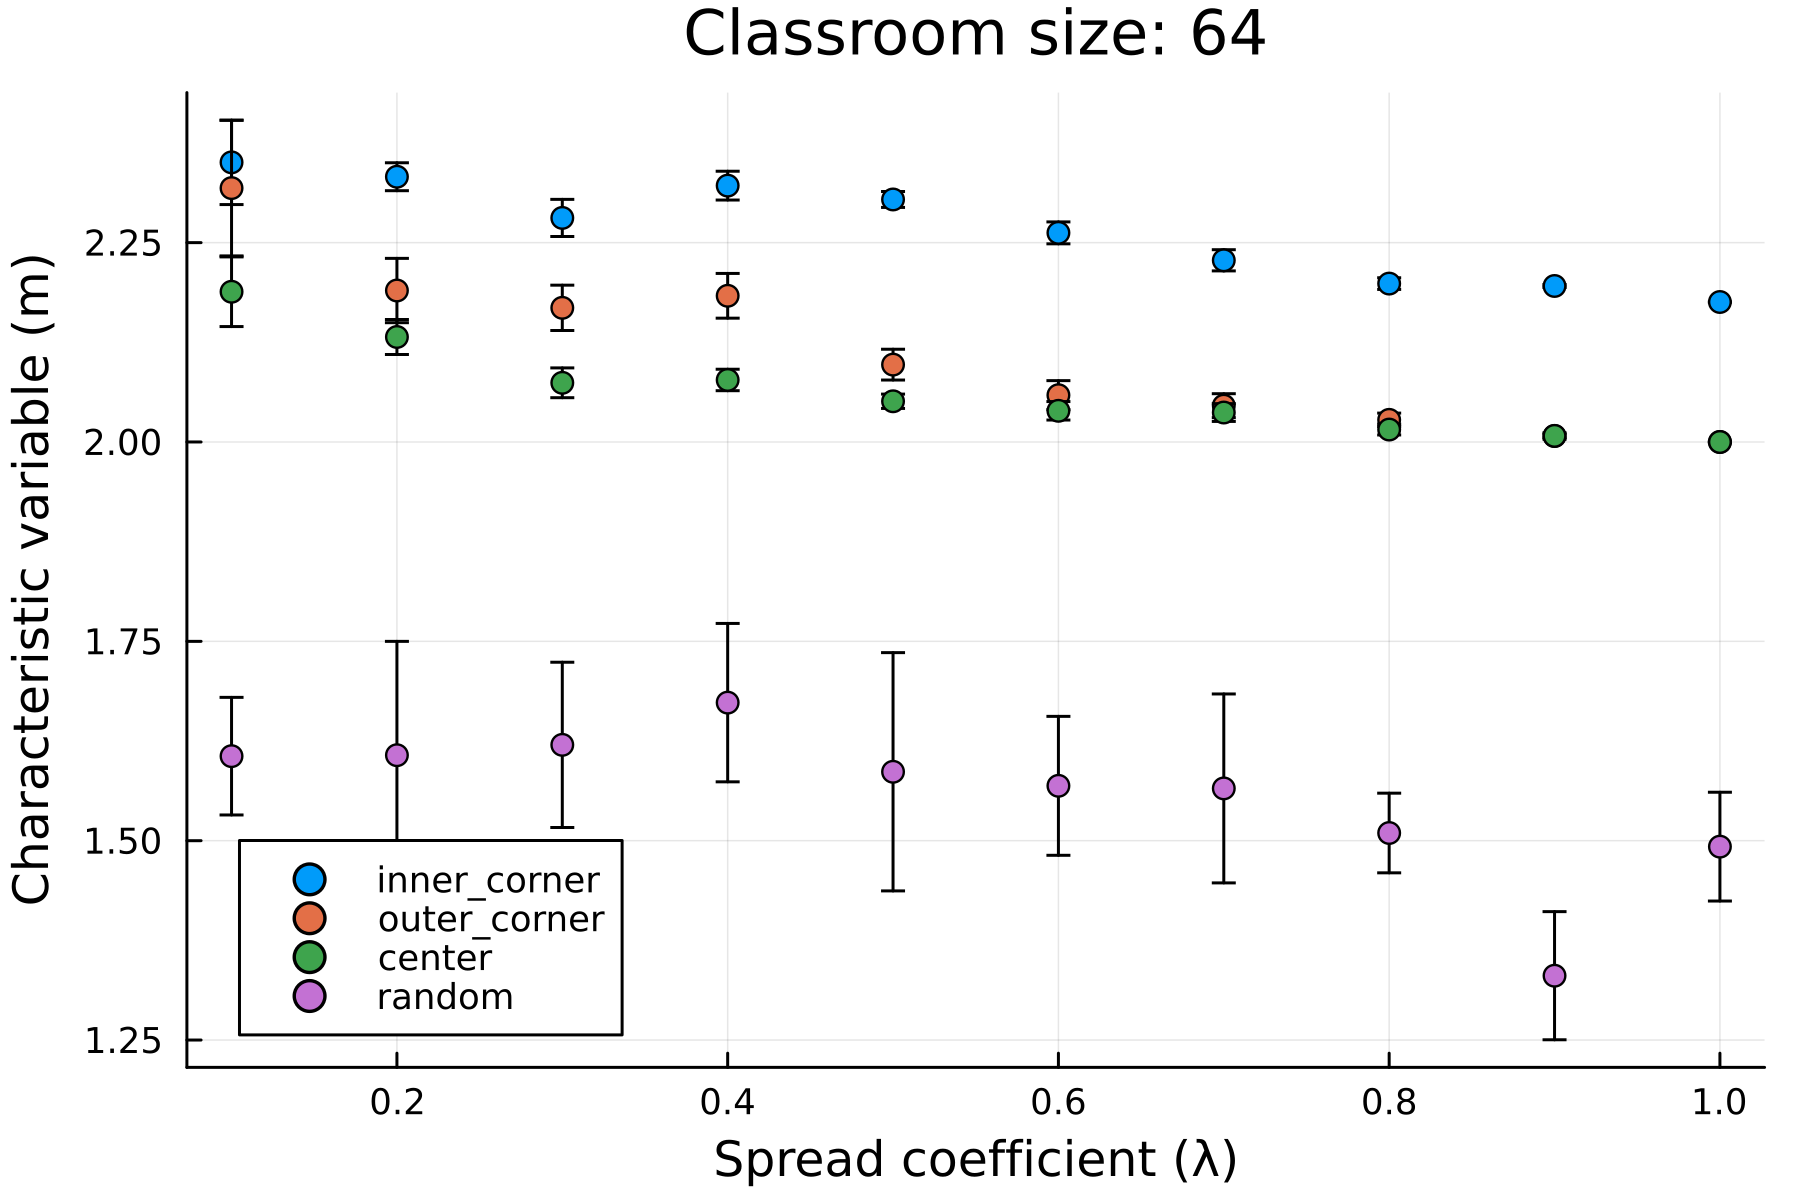 Classroom size: 64
Characteristic variable (m)
2.25
2.00
1.75
1.50
1.25
inner_corner
outer_corner
center
random
0.2
0.4
0.6
0.8
1.0
Spread coefficient (λ)